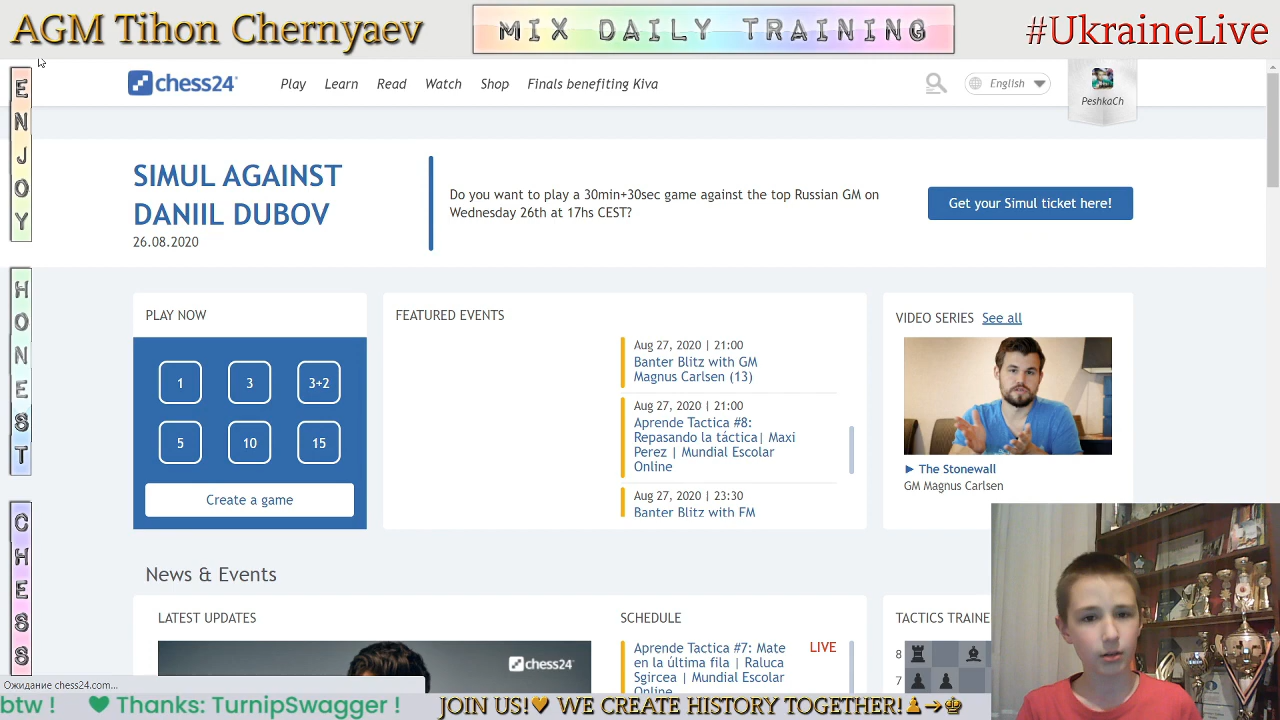 AGM Tihon Chernyaev
MIX DAILY TRAINING
#UkraineLive
ENJOY
HONEST
CHESS
chess24
Play
Learn
Read
Watch
Shop
Finals benefiting Kiva
English
PeshkaCh
SIMUL AGAINST
DANIIL DUBOV
26.08.2020
Do you want to play a 30min+30sec game against the top Russian GM on
Wednesday 26th at 17hs CEST?
Get your Simul ticket here!
PLAY NOW
1
3
3+2
5
10
15
Create a game
FEATURED EVENTS
Aug 27, 2020 | 21:00
Banter Blitz with GM
Magnus Carlsen (13)
Aug 27, 2020 | 21:00
Aprende Tactica #8:
Repasando la táctica| Maxi
Perez | Mundial Escolar
Online
Aug 27, 2020 | 23:30
Banter Blitz with FM
VIDEO SERIES See all
The Stonewall
GM Magnus Carlsen
News & Events
LATEST UPDATES
chess24
SCHEDULE
Aprende Tactica #7: Mate
en la última fila | Raluca
Sgircea | Mundial Escolar
Online
LIVE
TACTICS TRAINE
8
7
Ожидание chess24.com...
btw ! Thanks: TurnipSwagger !
JOIN US! WE CREATE HISTORY TOGETHER!